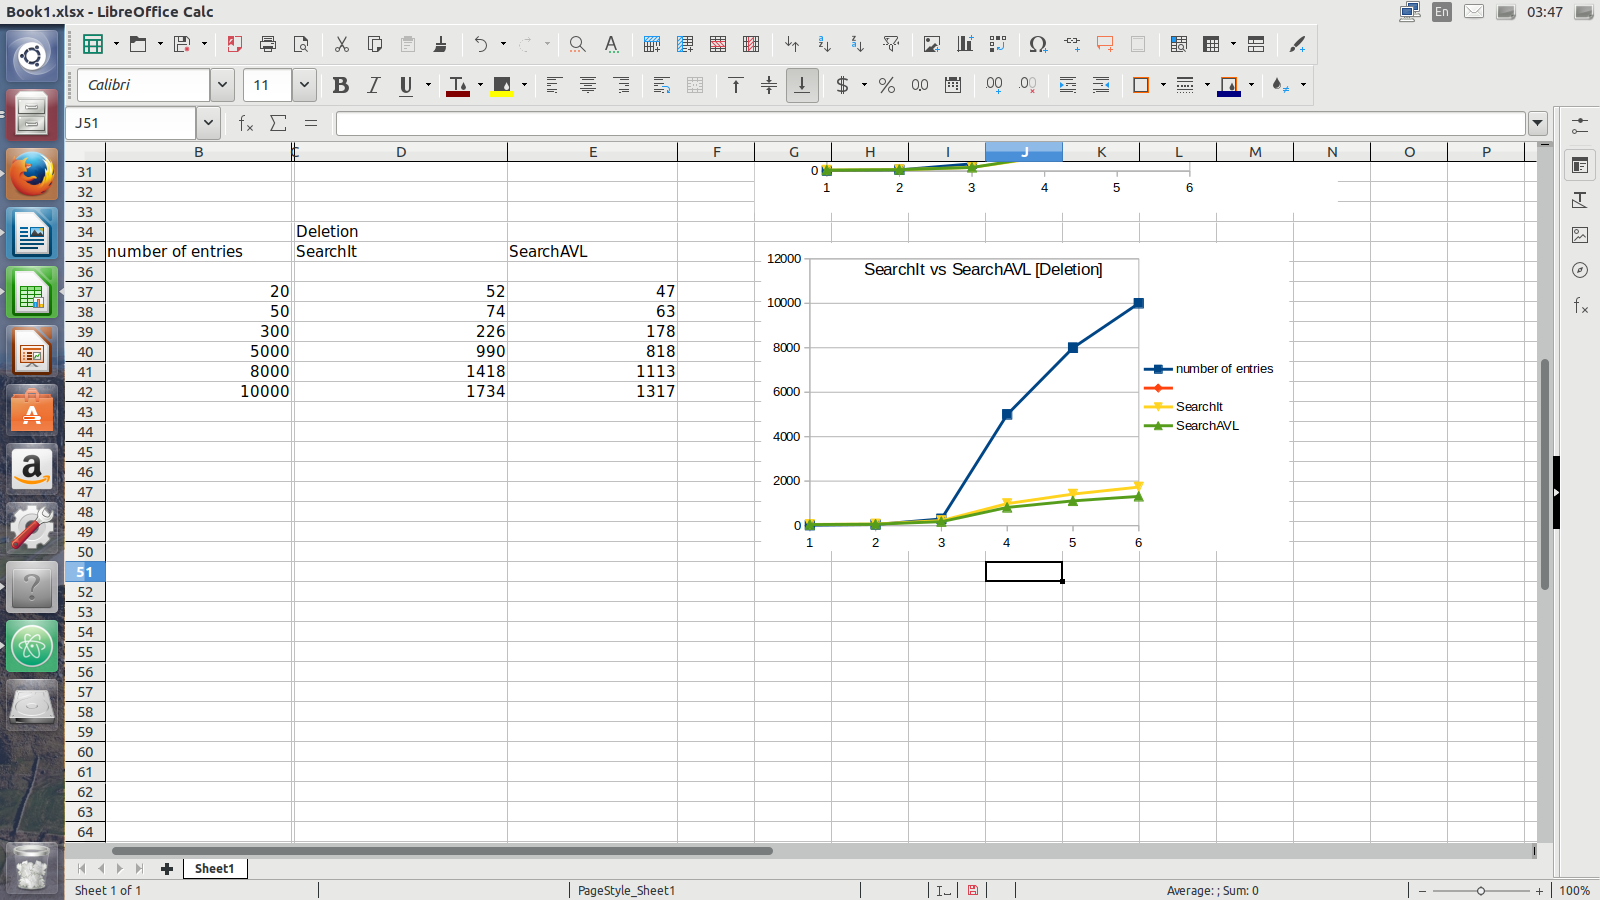 Book1.xlsx - LibreOffice Calc
En
03:47
Calibri
11
J51
B C D E F G H I J K L M N O P
31
0
1 2 3 4 5 6
32
33
34 Deletion
35 number of entries SearchIt SearchAVL
36
37 20 52 47
38 50 74 63
39 300 226 178
40 5000 990 818
41 8000 1418 1113
42 10000 1734 1317
43
44
45
46
47
48
49
50
51
52
53
54
55
56
57
58
59
60
61
62
63
64
SearchIt vs SearchAVL [Deletion]
12000
10000
8000
6000
4000
2000
0
1 2 3 4 5 6
number of entries
SearchIt
SearchAVL
Sheet1
Sheet 1 of 1
PageStyle_Sheet1
Average: ; Sum: 0
100%